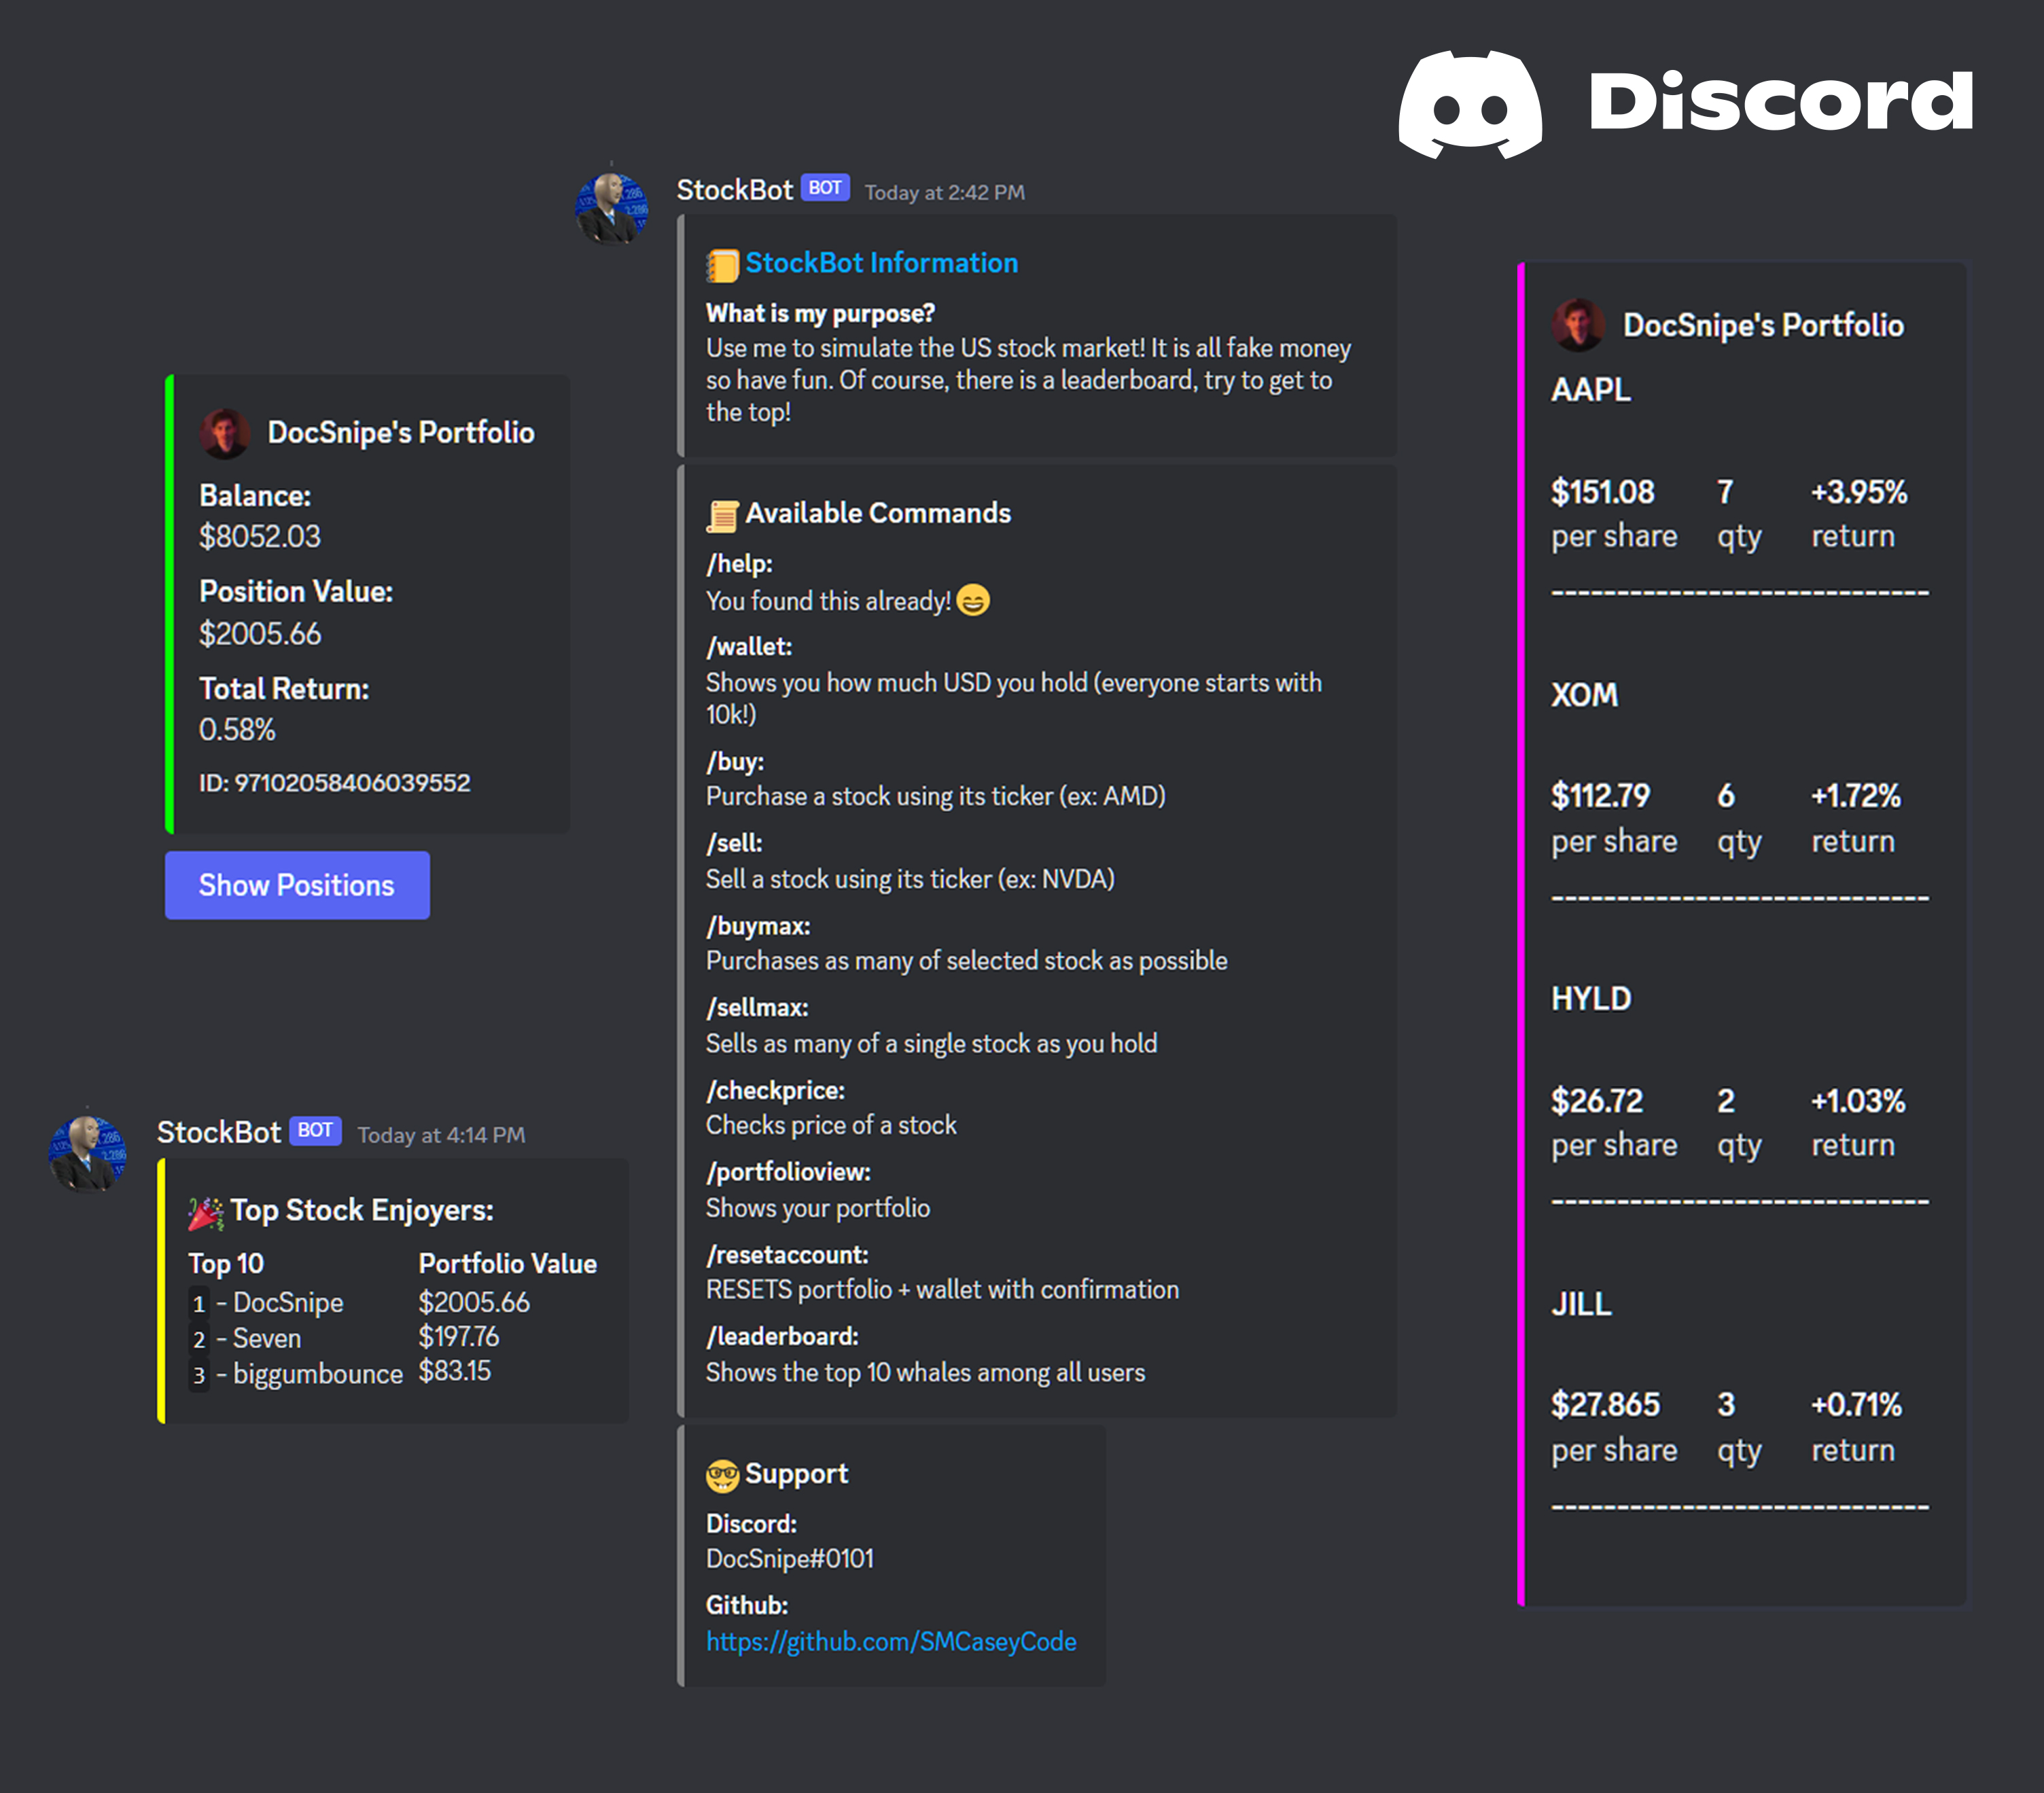 Discord
StockBot BOT Today at 2:42 PM
StockBot Information
What is my purpose?
Use me to simulate the US stock market! It is all fake money
so have fun. Of course, there is a leaderboard, try to get to
the top!
Available Commands
/help:
You found this already!
/wallet:
Shows you how much USD you hold (everyone starts with
10k!)
/buy:
Purchase a stock using its ticker (ex: AMD)
/sell:
Sell a stock using its ticker (ex: NVDA)
/buymax:
Purchases as many of selected stock as possible
/sellmax:
Sells as many of a single stock as you hold
/checkprice:
Checks price of a stock
/portfolioview:
Shows your portfolio
/resetaccount:
RESETS portfolio + wallet with confirmation
/leaderboard:
Shows the top 10 whales among all users
Support
Discord:
DocSnipe#0101
Github:
https://github.com/SMCaseyCode
DocSnipe's Portfolio
Balance:
$8052.03
Position Value:
$2005.66
Total Return:
0.58%
ID: 97102058406039552
Show Positions
StockBot BOT Today at 4:14 PM
Top Stock Enjoyers:
Top 10 Portfolio Value
1 - DocSnipe $2005.66
2 - Seven $197.76
3 - biggumbounce $83.15
DocSnipe's Portfolio
AAPL
$151.08 7 +3.95%
per share qty return
-----------------------------
XOM
$112.79 6 +1.72%
per share qty return
-----------------------------
HYLD
$26.72 2 +1.03%
per share qty return
-----------------------------
JILL
$27.865 3 +0.71%
per share qty return
-----------------------------